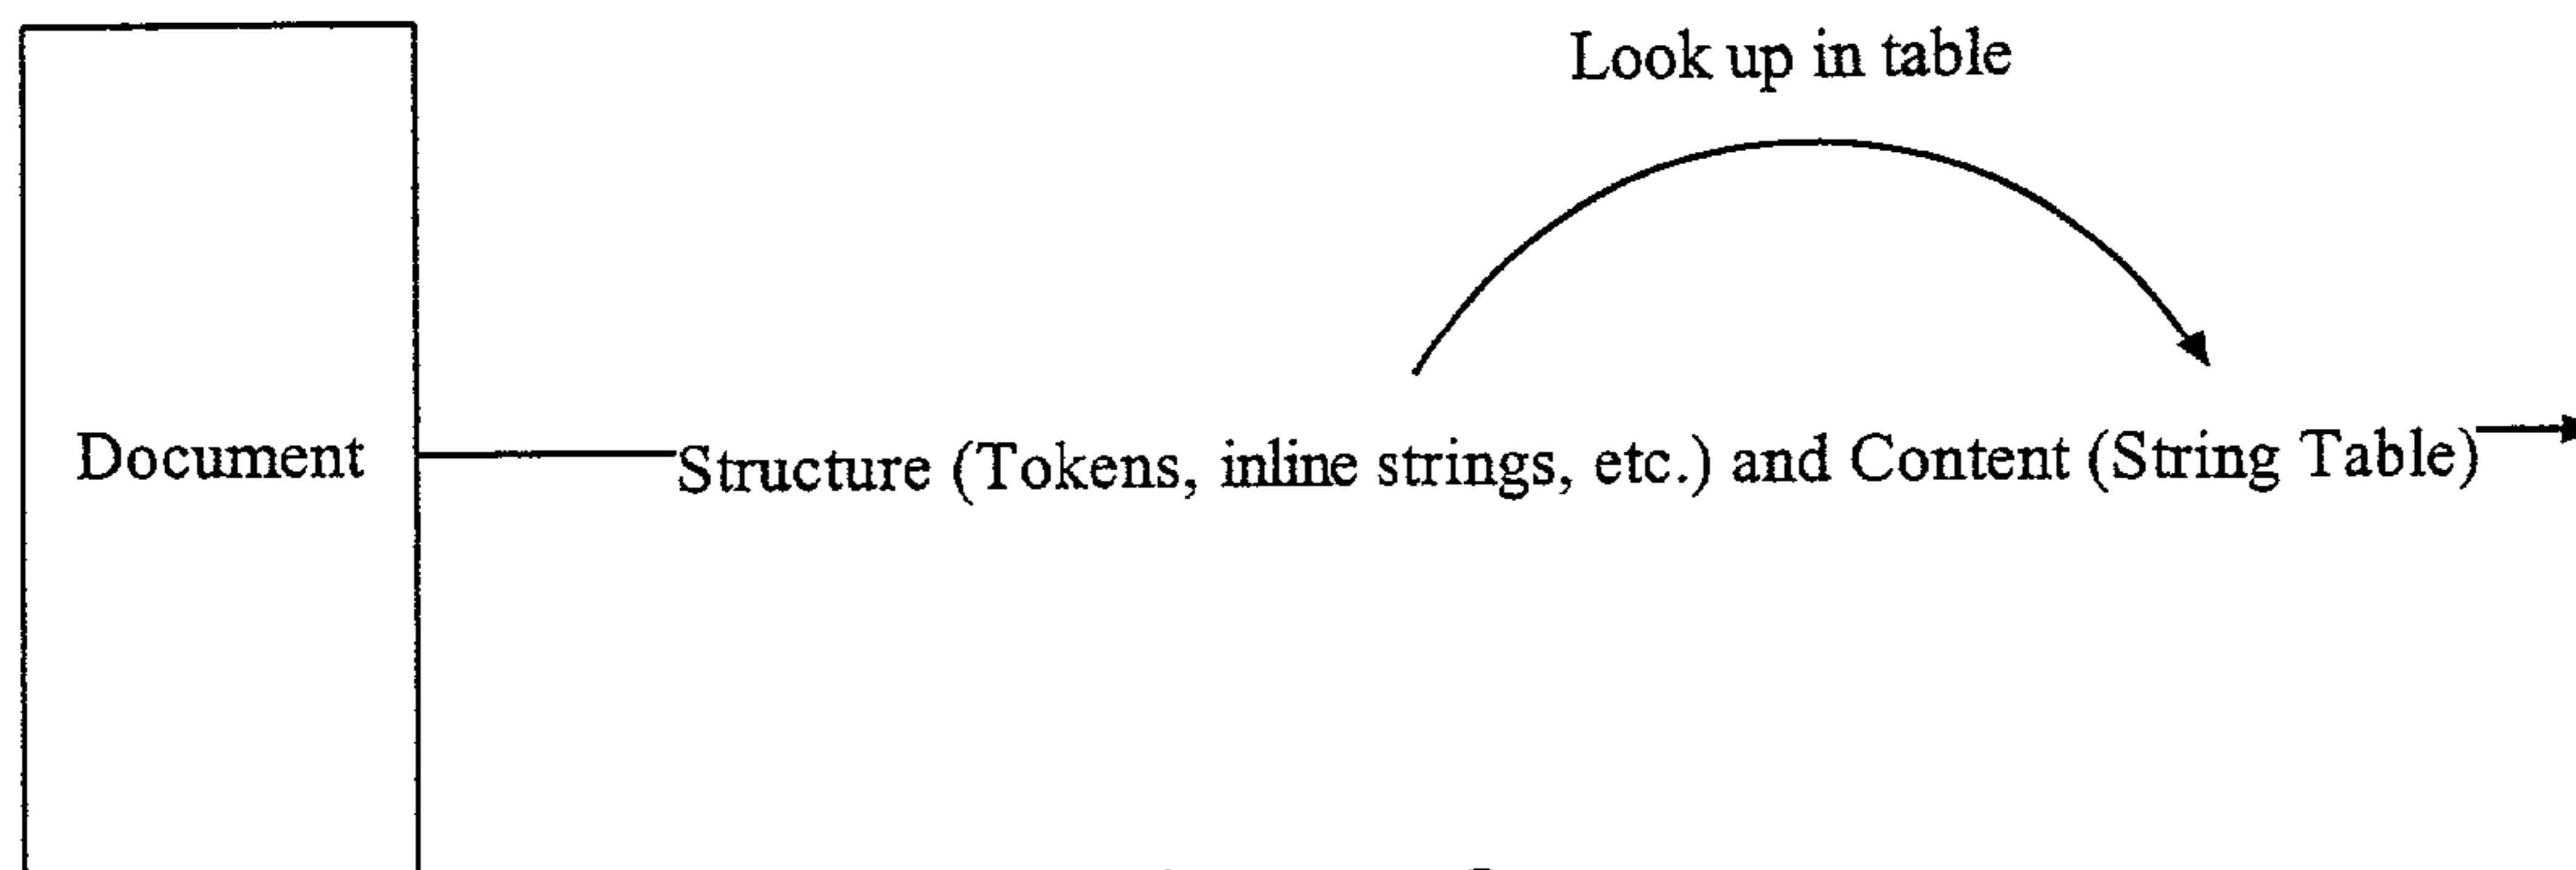 Look up in table
Document
Structure (Tokens, inline strings, etc.) and Content (String Table)